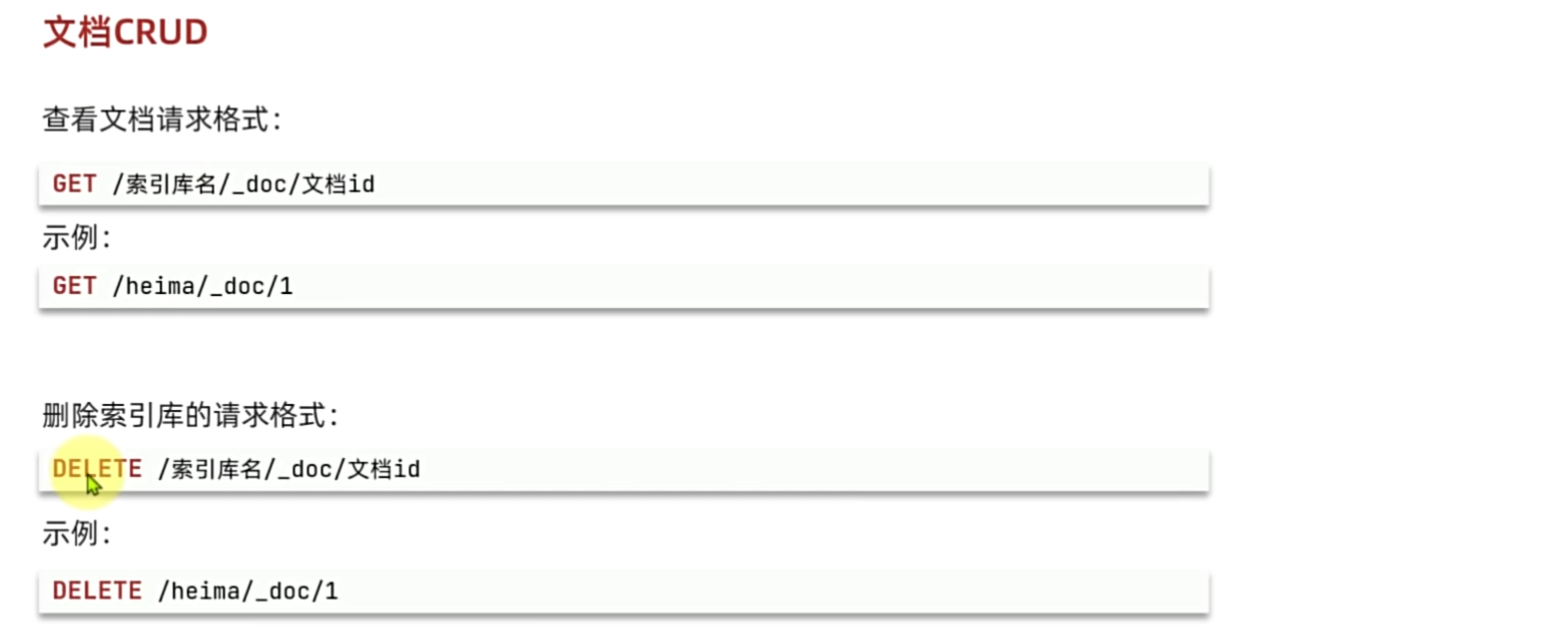 文档CRUD
查看文档请求格式：
GET /索引库名/_doc/文档id
示例：
GET /heima/_doc/1
删除索引库的请求格式：
DELETE /索引库名/_doc/文档id
示例：
DELETE /heima/_doc/1